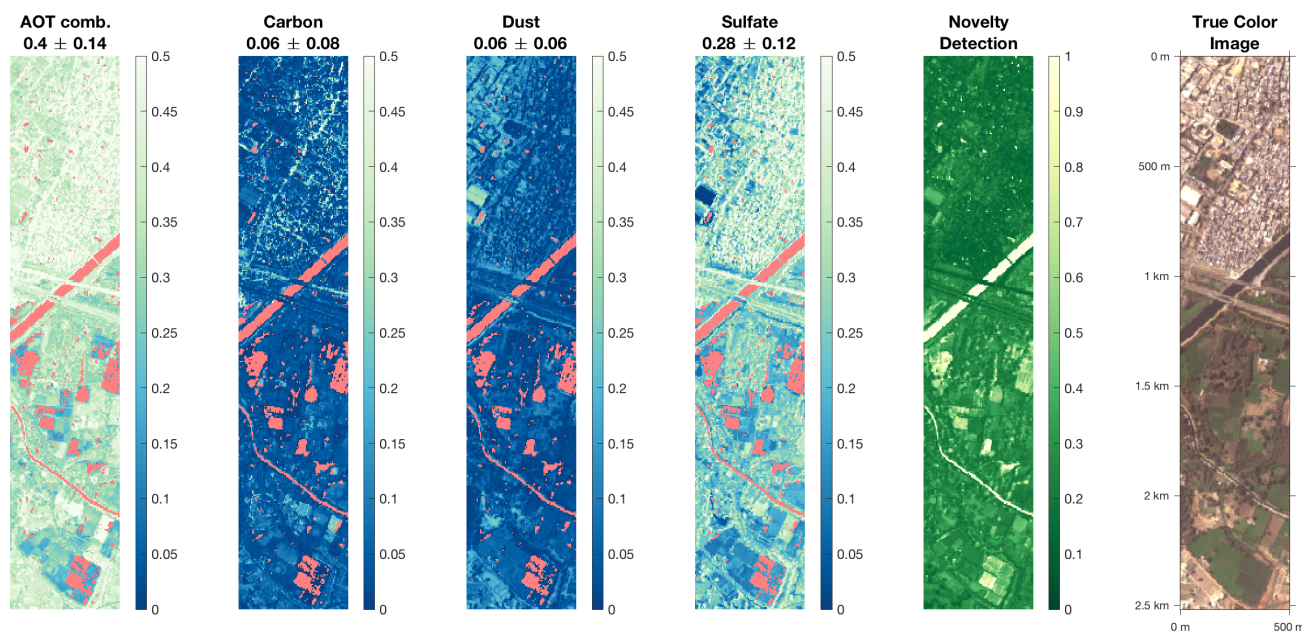 AOT comb.
0.4 ± 0.14
Carbon
0.06 ± 0.08
Dust
0.06 ± 0.06
Sulfate
0.28 ± 0.12
Novelty
Detection
True Color
Image
0.5
0.45
0.4
0.35
0.3
0.25
0.2
0.15
0.1
0.05
0
0.5
0.45
0.4
0.35
0.3
0.25
0.2
0.15
0.1
0.05
0
0.5
0.45
0.4
0.35
0.3
0.25
0.2
0.15
0.1
0.05
0
0.5
0.45
0.4
0.35
0.3
0.25
0.2
0.15
0.1
0.05
0
1
0.9
0.8
0.7
0.6
0.5
0.4
0.3
0.2
0.1
0
0 m
500 m
1 km
1.5 km
2 km
2.5 km
0 m
500 m